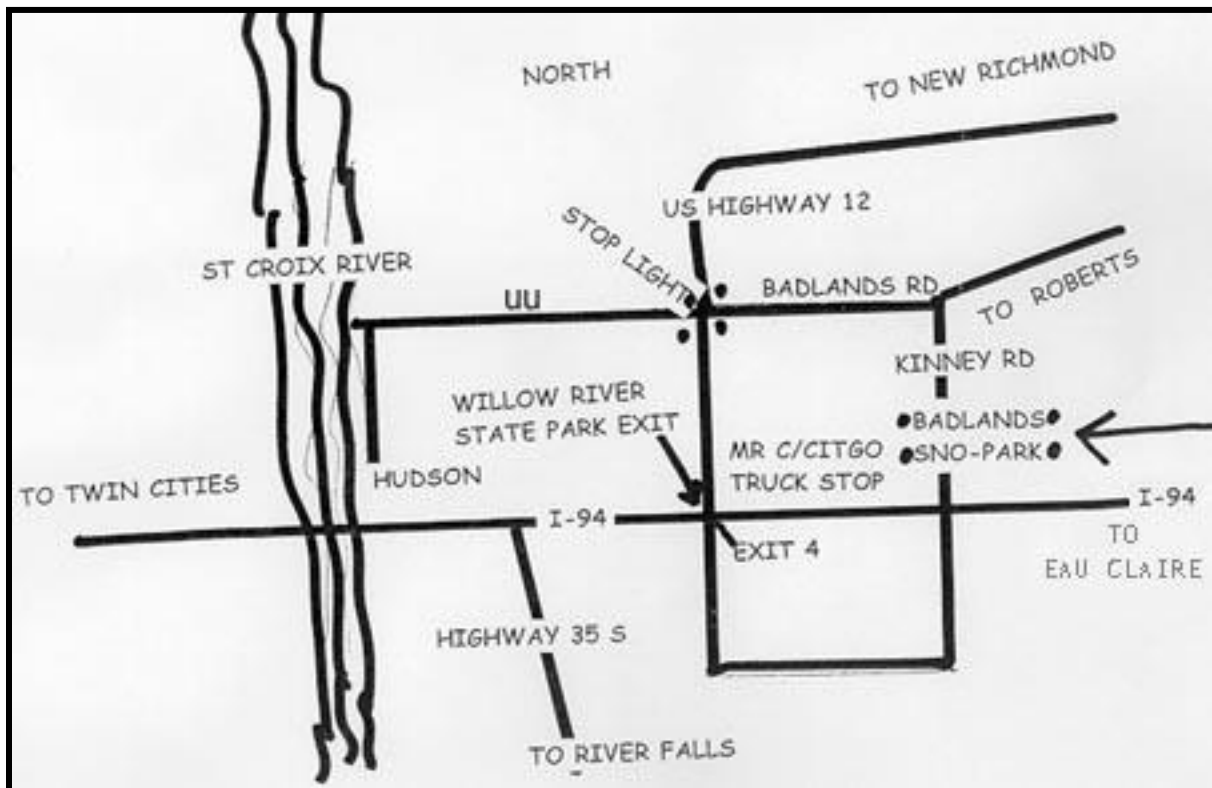 NORTH
TO NEW RICHMOND
US HIGHWAY 12
STOP LIGHT
ST CROIX RIVER
UU
BADLANDS RD
TO ROBERTS
KINNEY RD
WILLOW RIVER
STATE PARK EXIT
BADLANDS
SNO-PARK
MR C/CITGO
TRUCK STOP
HUDSON
TO TWIN CITIES
I-94
I-94
EXIT 4
TO
EAU CLAIRE
HIGHWAY 35 S
TO RIVER FALLS